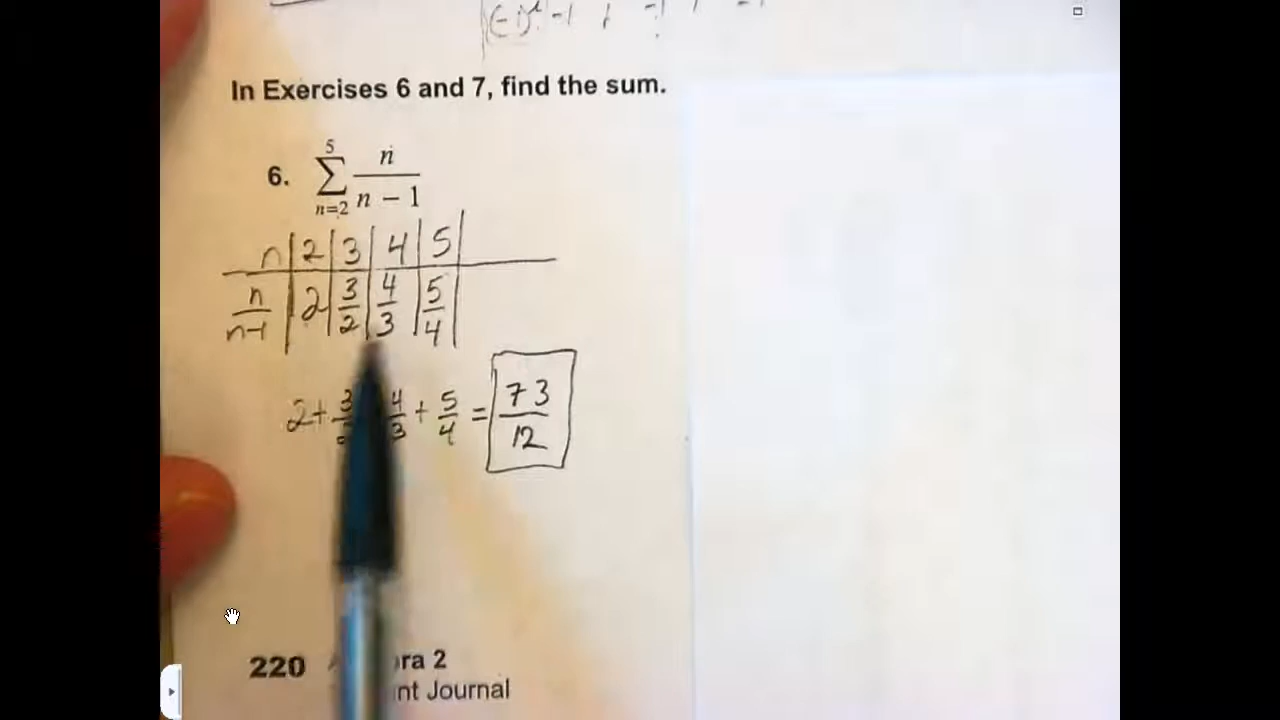 In Exercises 6 and 7, find the sum.
5
6. Σ n / n − 1
n=2
n | 2 | 3 | 4 | 5
n/n-1 | 2 | 3/2 | 4/3 | 5/4
2 + 3 4/3 + 5/4 = 73/12
220 ra 2
nt Journal